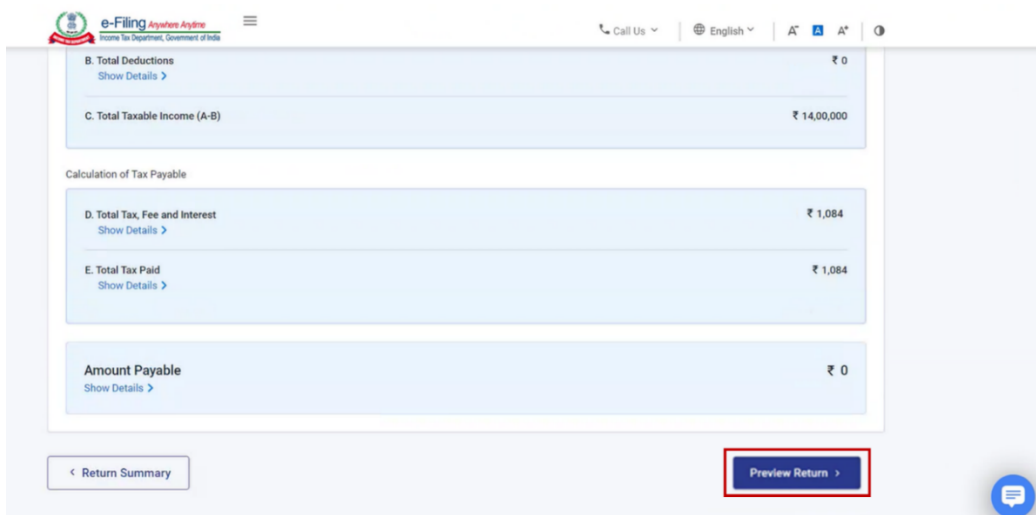 e-Filing Anywhere Anytime
Income Tax Department, Government of India
Call Us
English
A-
A
A+
B. Total Deductions
₹ 0
Show Details >
C. Total Taxable Income (A-B)
₹ 14,00,000
Calculation of Tax Payable
D. Total Tax, Fee and Interest
₹ 1,084
Show Details >
E. Total Tax Paid
₹ 1,084
Show Details >
Amount Payable
₹ 0
Show Details >
< Return Summary
Preview Return >